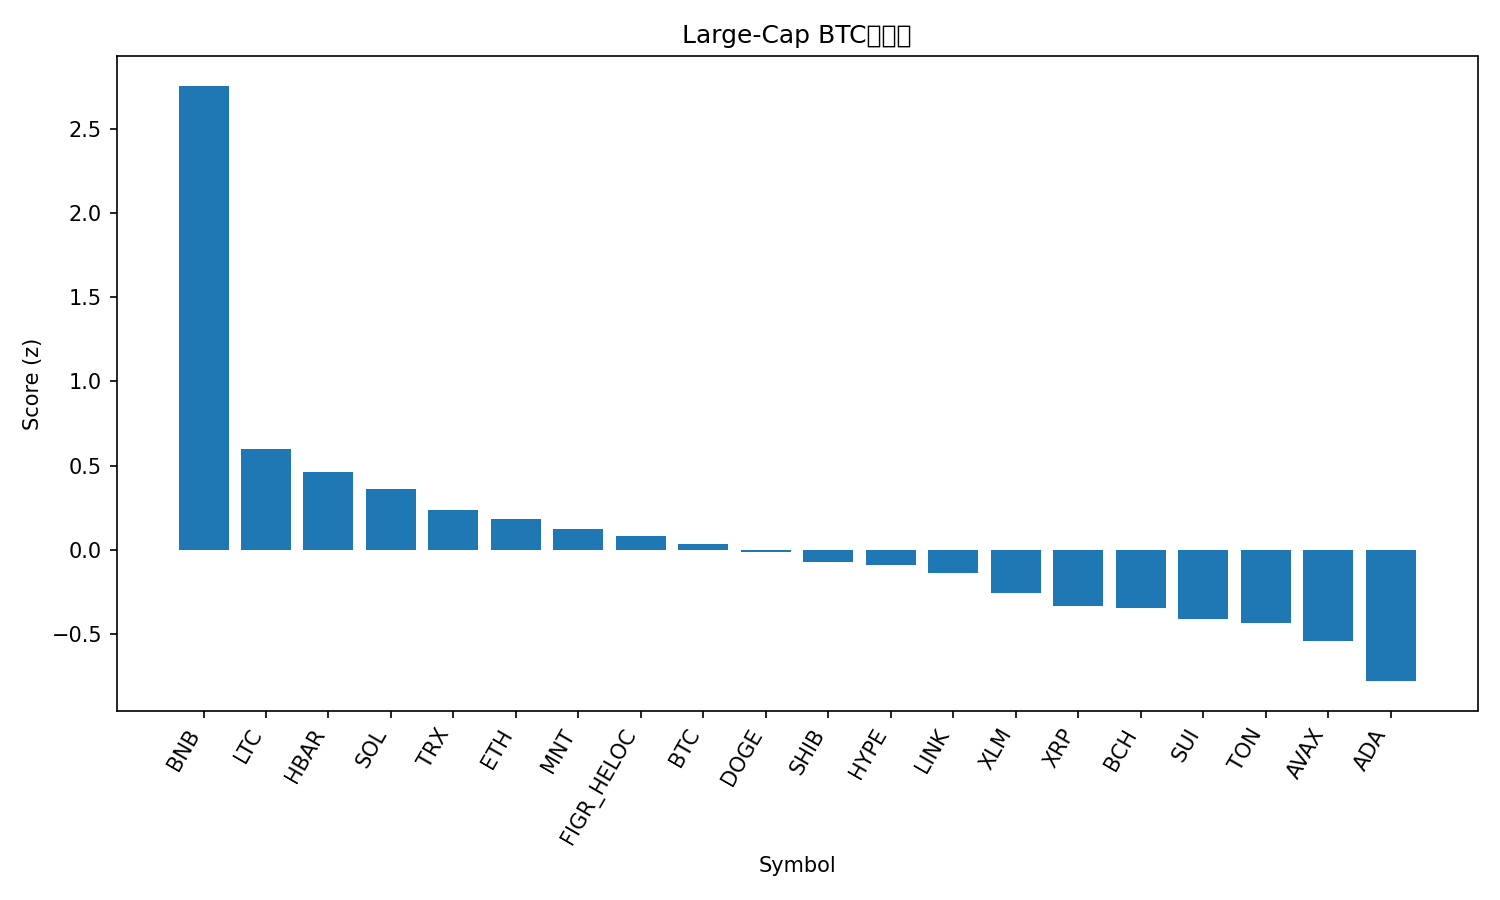 Large-Cap BTC
Score (z)
2.5
2.0
1.5
1.0
0.5
0.0
−0.5
BNB
LTC
HBAR
SOL
TRX
ETH
MNT
FIGR_HELOC
BTC
DOGE
SHIB
HYPE
LINK
XLM
XRP
BCH
SUI
TON
AVAX
ADA
Symbol